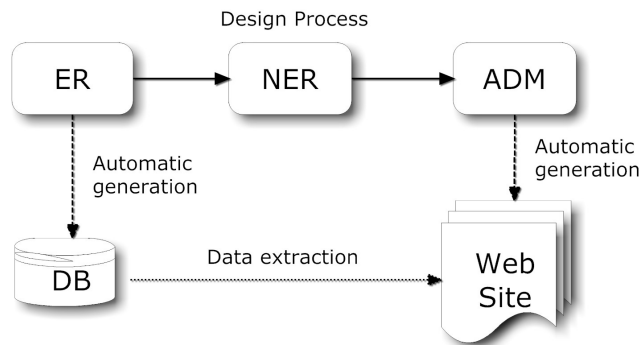 Design Process
ER
NER
ADM
Automatic
generation
Automatic
generation
DB
Data extraction
Web
Site